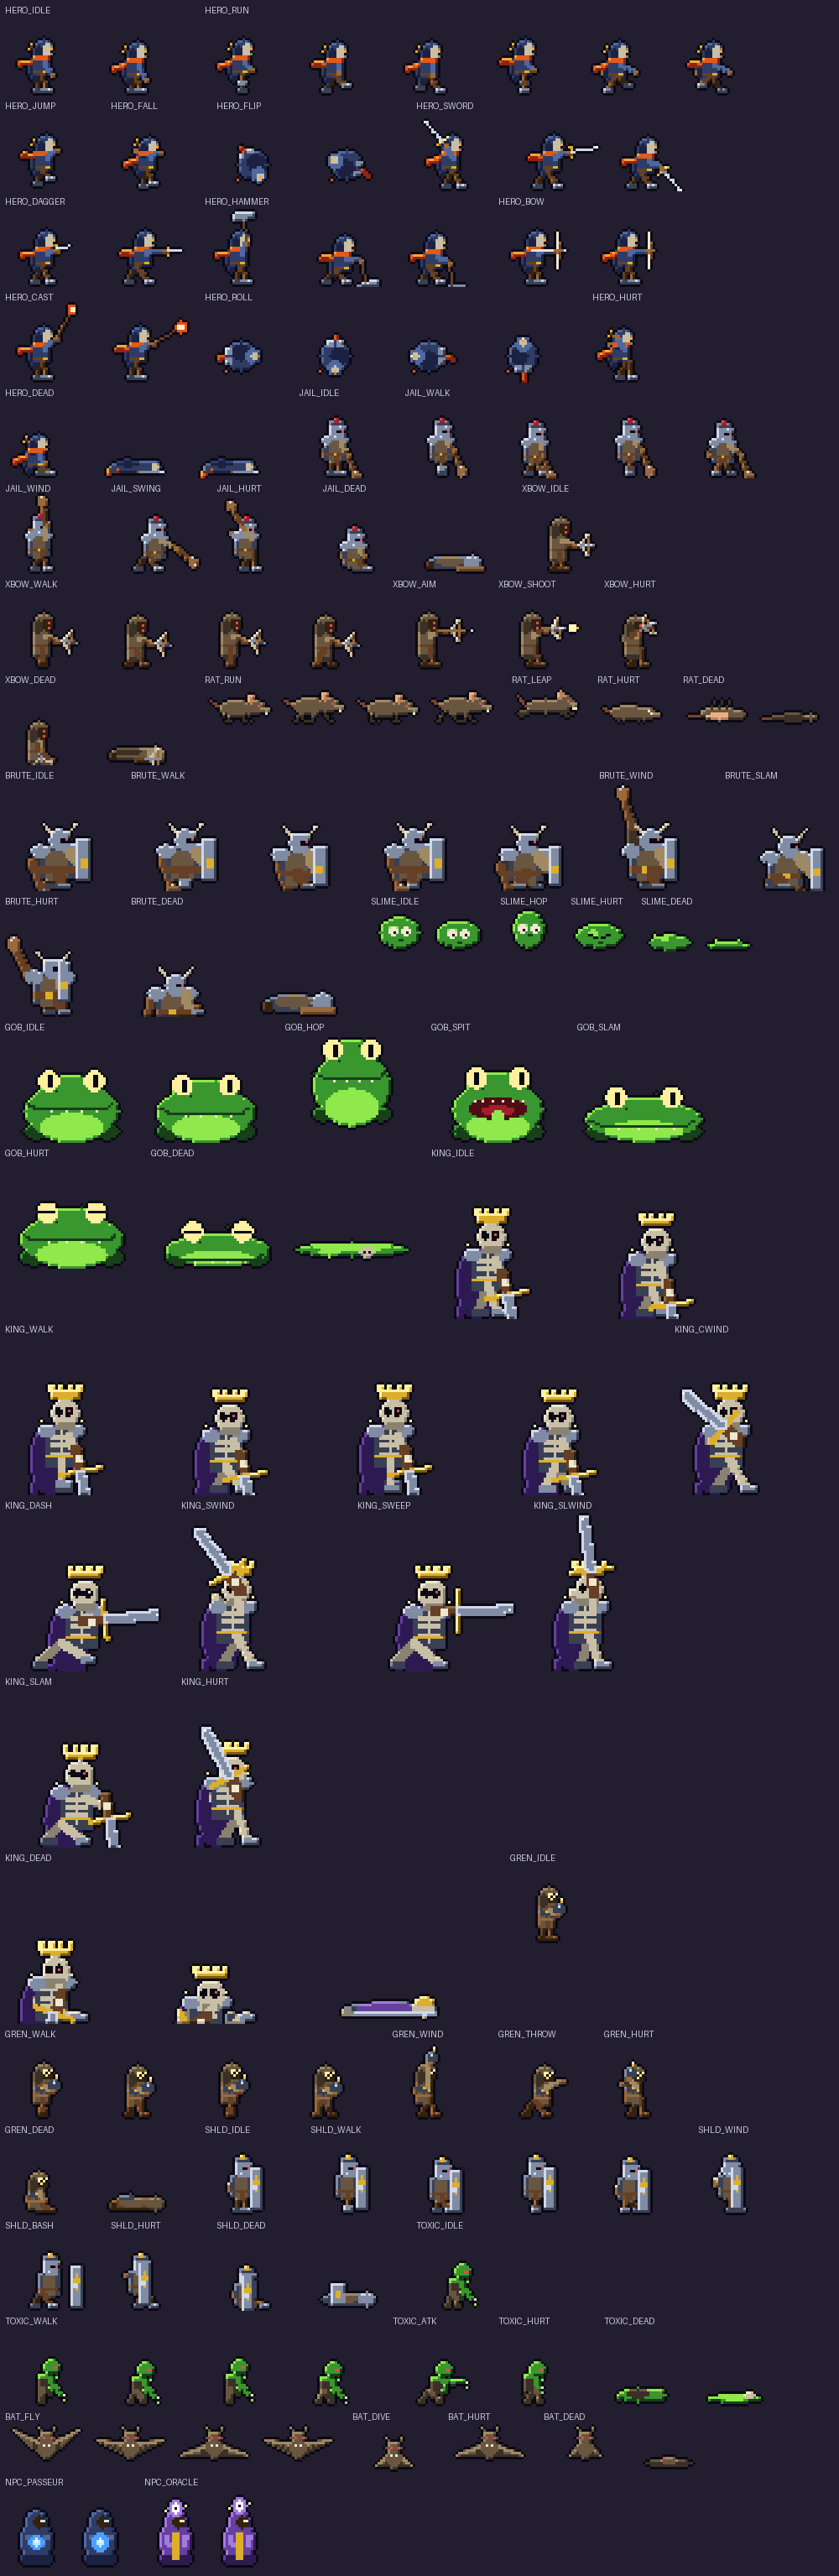 HERO_IDLE HERO_RUN
HERO_JUMP HERO_FALL HERO_FLIP HERO_SWORD
HERO_DAGGER HERO_HAMMER HERO_BOW
HERO_CAST HERO_ROLL HERO_HURT
HERO_DEAD JAIL_IDLE JAIL_WALK
JAIL_WIND JAIL_SWING JAIL_HURT JAIL_DEAD XBOW_IDLE
XBOW_WALK XBOW_AIM XBOW_SHOOT XBOW_HURT
XBOW_DEAD RAT_RUN RAT_LEAP RAT_HURT RAT_DEAD
BRUTE_IDLE BRUTE_WALK BRUTE_WIND BRUTE_SLAM
BRUTE_HURT BRUTE_DEAD SLIME_IDLE SLIME_HOP SLIME_HURT SLIME_DEAD
GOB_IDLE GOB_HOP GOB_SPIT GOB_SLAM
GOB_HURT GOB_DEAD KING_IDLE
KING_WALK KING_CWIND
KING_DASH KING_SWIND KING_SWEEP KING_SLWIND
KING_SLAM KING_HURT
KING_DEAD GREN_IDLE
GREN_WALK GREN_WIND GREN_THROW GREN_HURT
GREN_DEAD SHLD_IDLE SHLD_WALK SHLD_WIND
SHLD_BASH SHLD_HURT SHLD_DEAD TOXIC_IDLE
TOXIC_WALK TOXIC_ATK TOXIC_HURT TOXIC_DEAD
BAT_FLY BAT_DIVE BAT_HURT BAT_DEAD
NPC_PASSEUR NPC_ORACLE